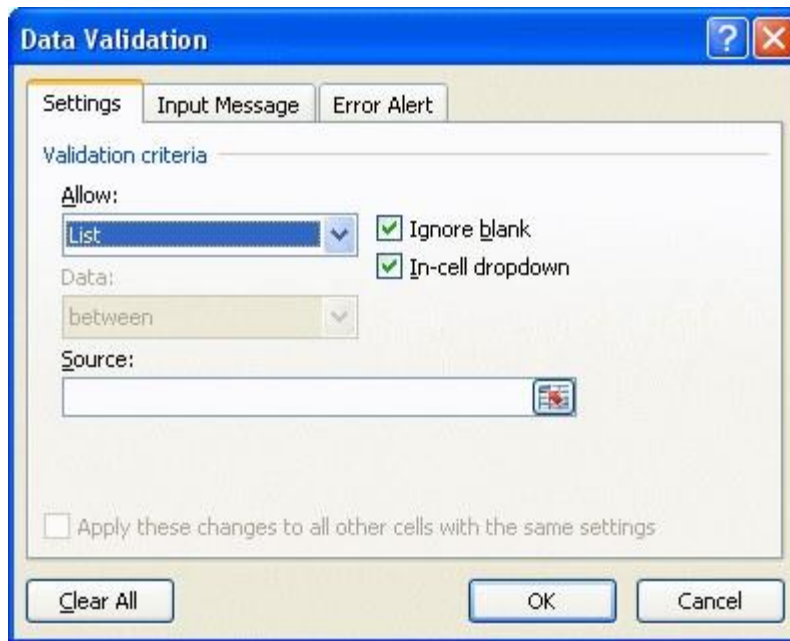 Data Validation
Settings Input Message Error Alert
Validation criteria
Allow:
List
Ignore blank
In-cell dropdown
Data:
between
Source:
Apply these changes to all other cells with the same settings
Clear All OK Cancel